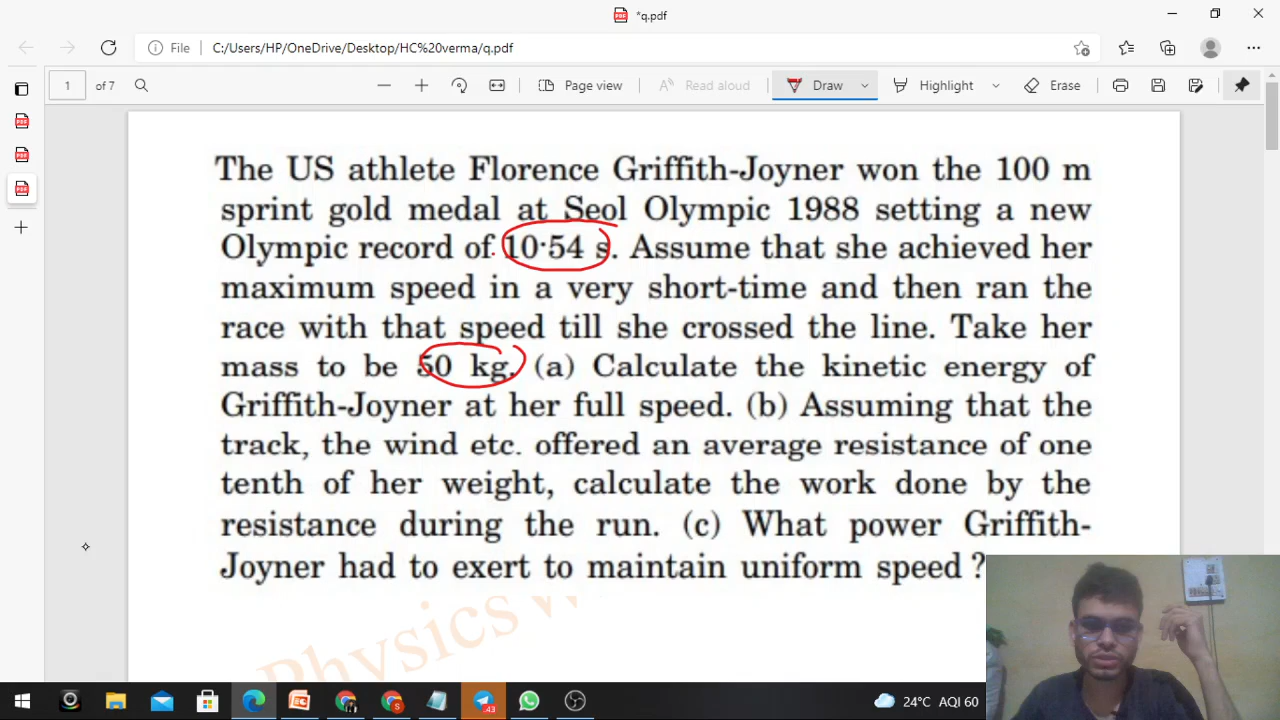 *q.pdf
File C:/Users/HP/OneDrive/Desktop/HC%20verma/q.pdf
1 of 7 Page view Read aloud Draw Highlight Erase
The US athlete Florence Griffith-Joyner won the 100 m
sprint gold medal at Seol Olympic 1988 setting a new
Olympic record of 10·54 s. Assume that she achieved her
maximum speed in a very short-time and then ran the
race with that speed till she crossed the line. Take her
mass to be 50 kg. (a) Calculate the kinetic energy of
Griffith-Joyner at her full speed. (b) Assuming that the
track, the wind etc. offered an average resistance of one
tenth of her weight, calculate the work done by the
resistance during the run. (c) What power Griffith-
Joyner had to exert to maintain uniform speed ?
Physics
24°C AQI 60